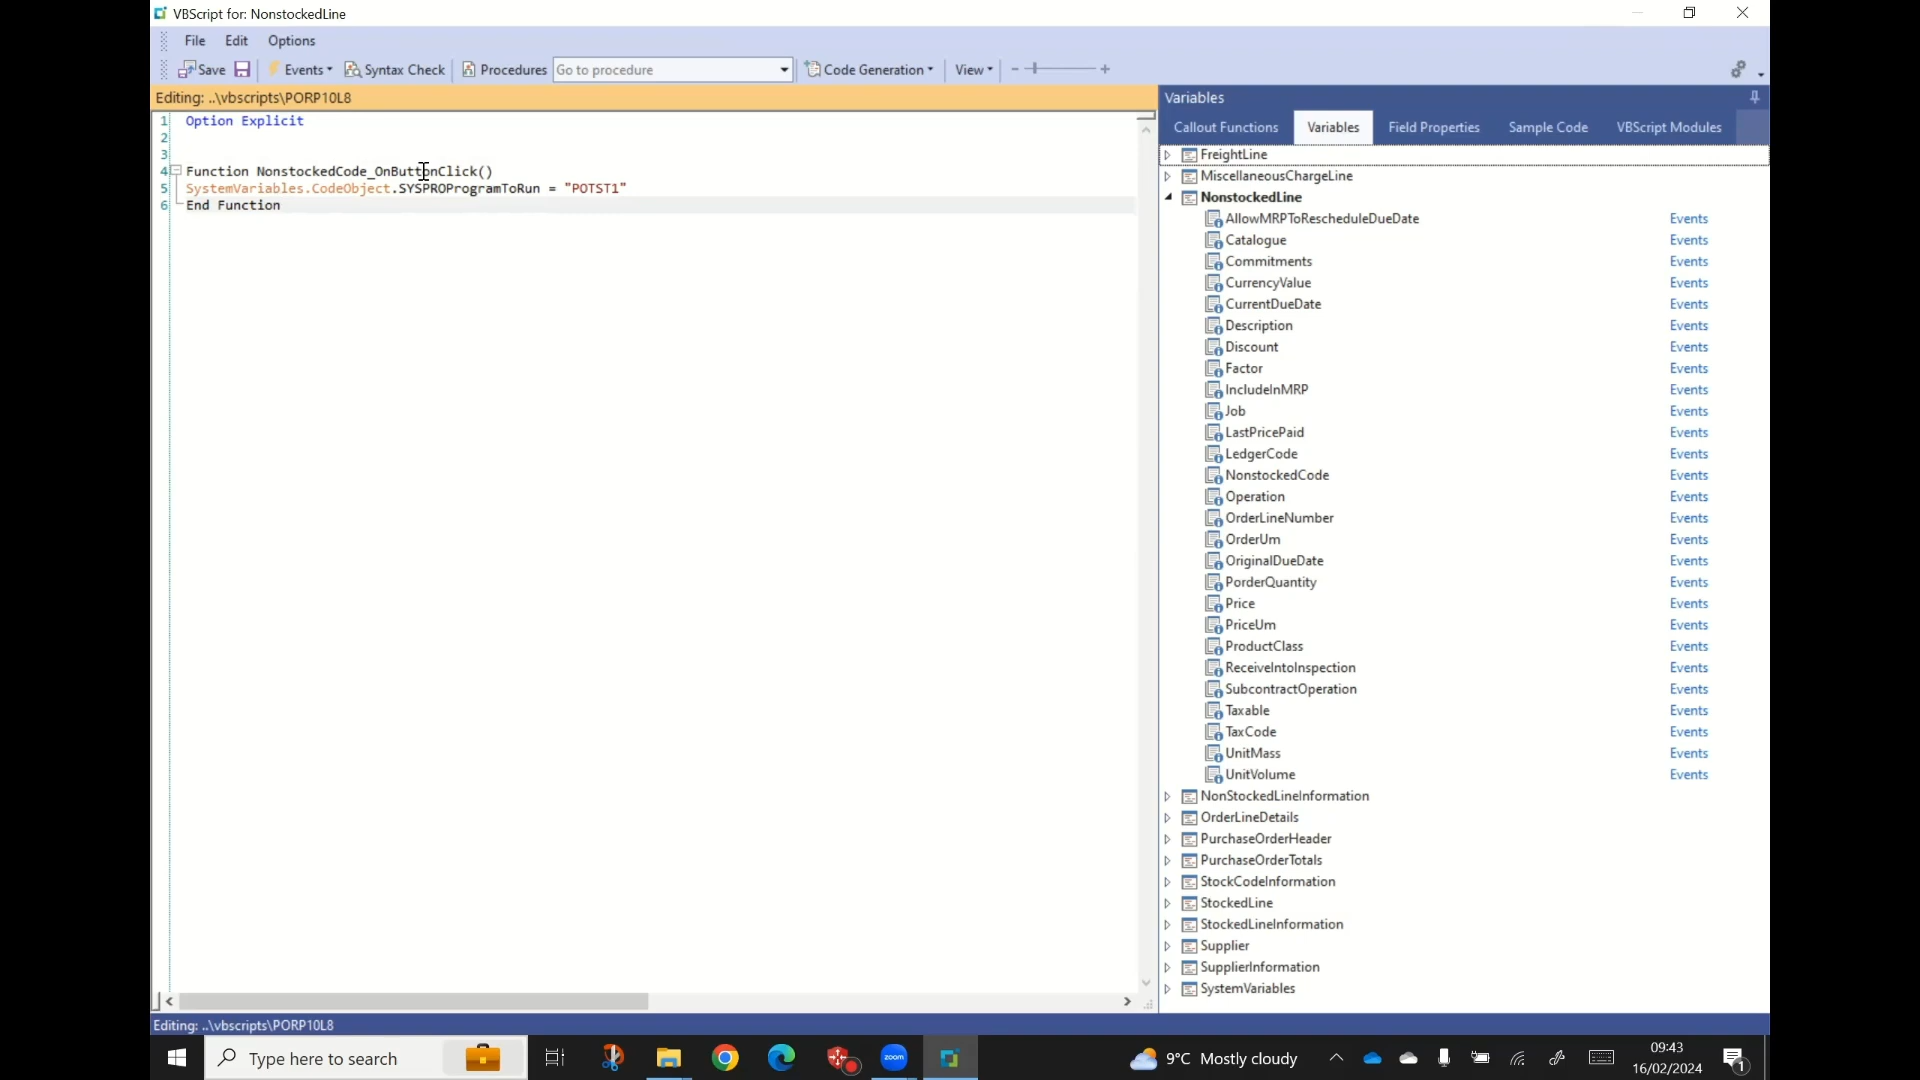 VBScript for: NonstockedLine
File Edit Options
Save Events Syntax Check Procedures Go to procedure Code Generation View
Editing: ..\vbscripts\PORP10L8
1 Option Explicit
2
3
4 Function NonstockedCode_OnButtonClick()
5 SystemVariables.CodeObject.SYSPROProgramToRun = "POTST1"
6 End Function
Variables
Callout Functions Variables Field Properties Sample Code VBScript Modules
FreightLine
MiscellaneousChargeLine
NonstockedLine
AllowMRPToRescheduleDueDate Events
Catalogue Events
Commitments Events
CurrencyValue Events
CurrentDueDate Events
Description Events
Discount Events
Factor Events
IncludeInMRP Events
Job Events
LastPricePaid Events
LedgerCode Events
NonstockedCode Events
Operation Events
OrderLineNumber Events
OrderUm Events
OriginalDueDate Events
PorderQuantity Events
Price Events
PriceUm Events
ProductClass Events
ReceiveIntoInspection Events
SubcontractOperation Events
Taxable Events
TaxCode Events
UnitMass Events
UnitVolume Events
NonStockedLineInformation
OrderLineDetails
PurchaseOrderHeader
PurchaseOrderTotals
StockCodeInformation
StockedLine
StockedLineInformation
Supplier
SupplierInformation
SystemVariables
Editing: ..\vbscripts\PORP10L8
Type here to search
zoom
9°C Mostly cloudy
09:43
16/02/2024
1